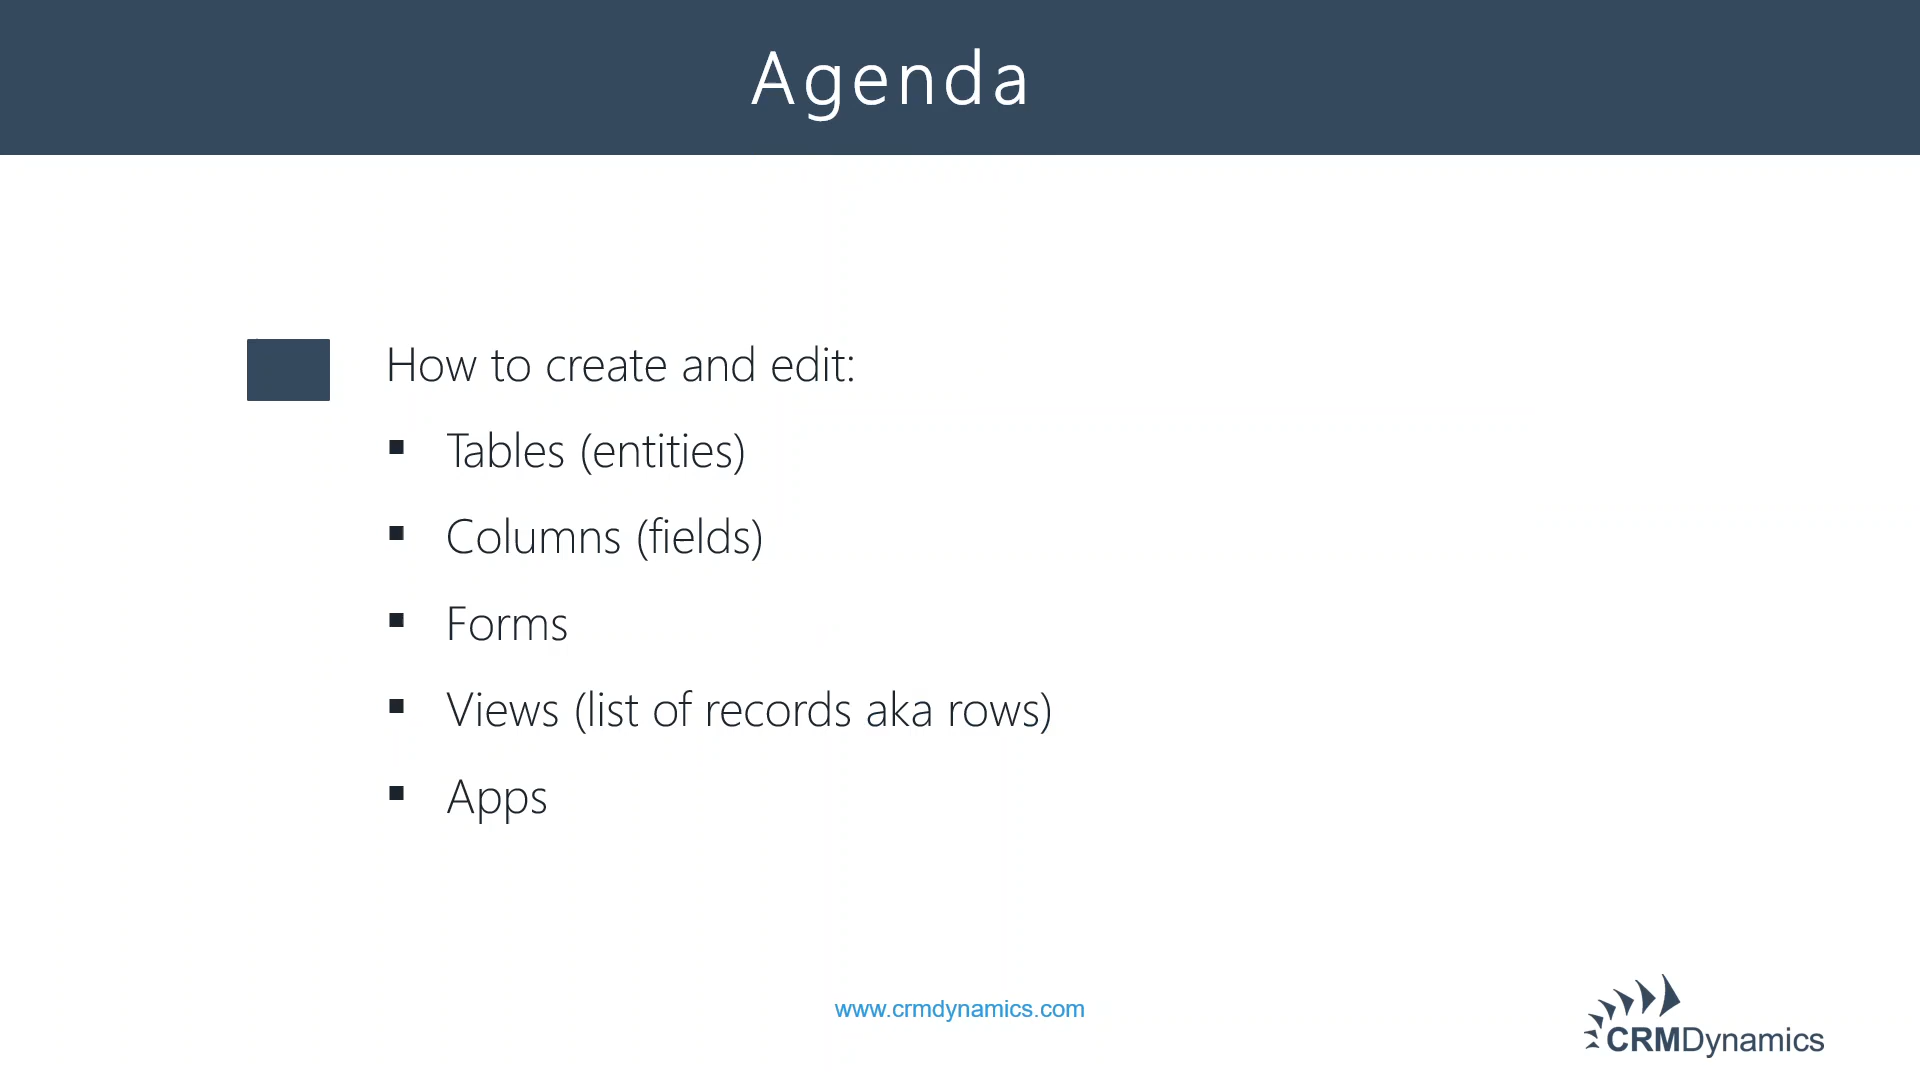 Agenda
How to create and edit:
▪ Tables (entities)
▪ Columns (fields)
▪ Forms
▪ Views (list of records aka rows)
▪ Apps
www.crmdynamics.com
CRMDynamics